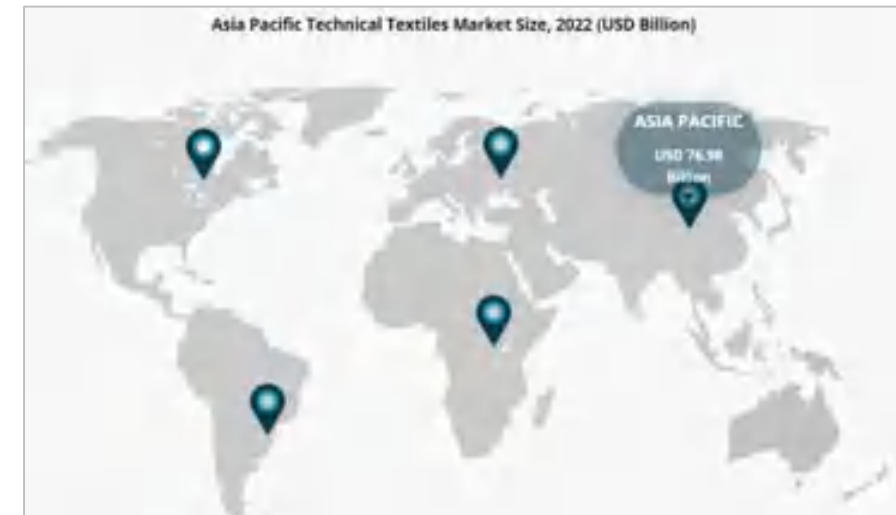 Asia Pacific Technical Textiles Market Size, 2022 (USD Billion)
ASIA PACIFIC
USD 76.98
Billion